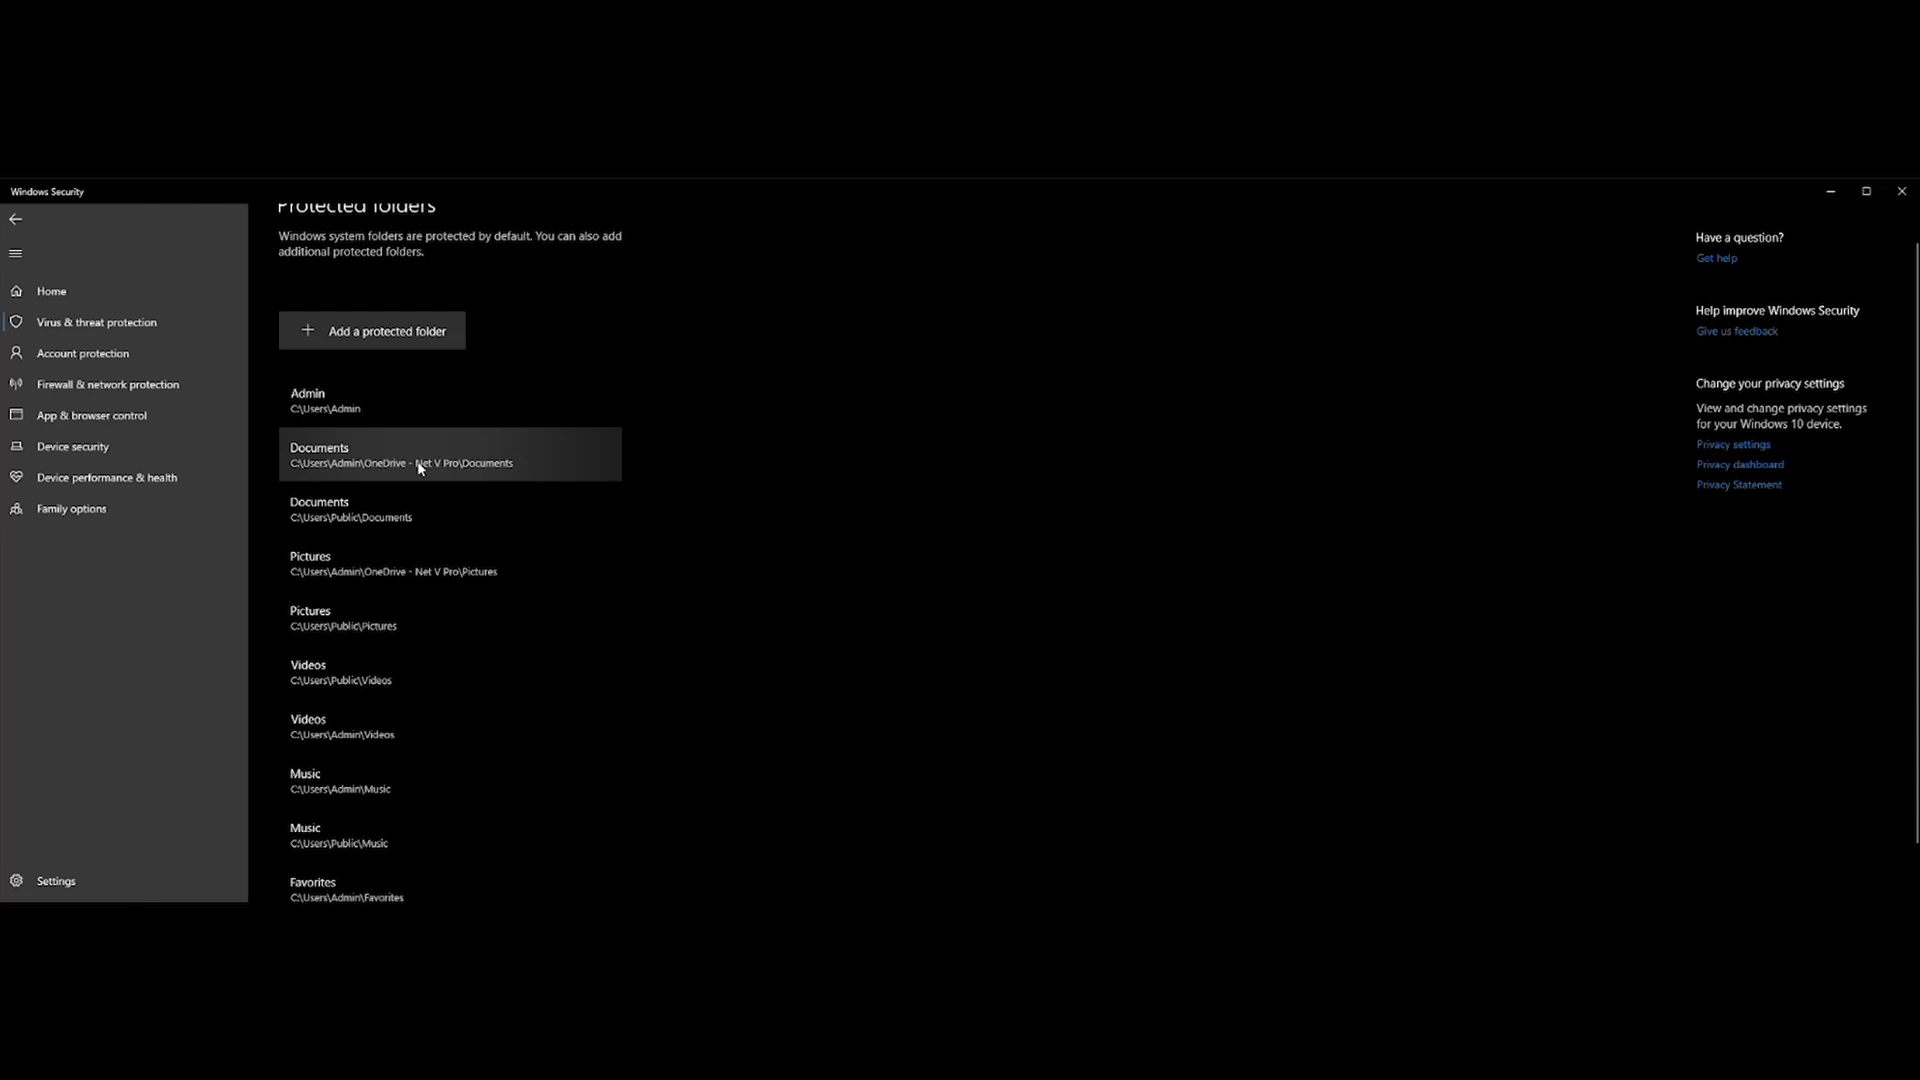 Windows Security
Home
Virus & threat protection
Account protection
Firewall & network protection
App & browser control
Device security
Device performance & health
Family options
Settings
Protected folders
Windows system folders are protected by default. You can also add
additional protected folders.
Add a protected folder
Admin
C:\Users\Admin
Documents
C:\Users\Admin\OneDrive - Net V Pro\Documents
Documents
C:\Users\Public\Documents
Pictures
C:\Users\Admin\OneDrive - Net V Pro\Pictures
Pictures
C:\Users\Public\Pictures
Videos
C:\Users\Public\Videos
Videos
C:\Users\Admin\Videos
Music
C:\Users\Admin\Music
Music
C:\Users\Public\Music
Favorites
C:\Users\Admin\Favorites
Have a question?
Get help
Help improve Windows Security
Give us feedback
Change your privacy settings
View and change privacy settings
for your Windows 10 device.
Privacy settings
Privacy dashboard
Privacy Statement